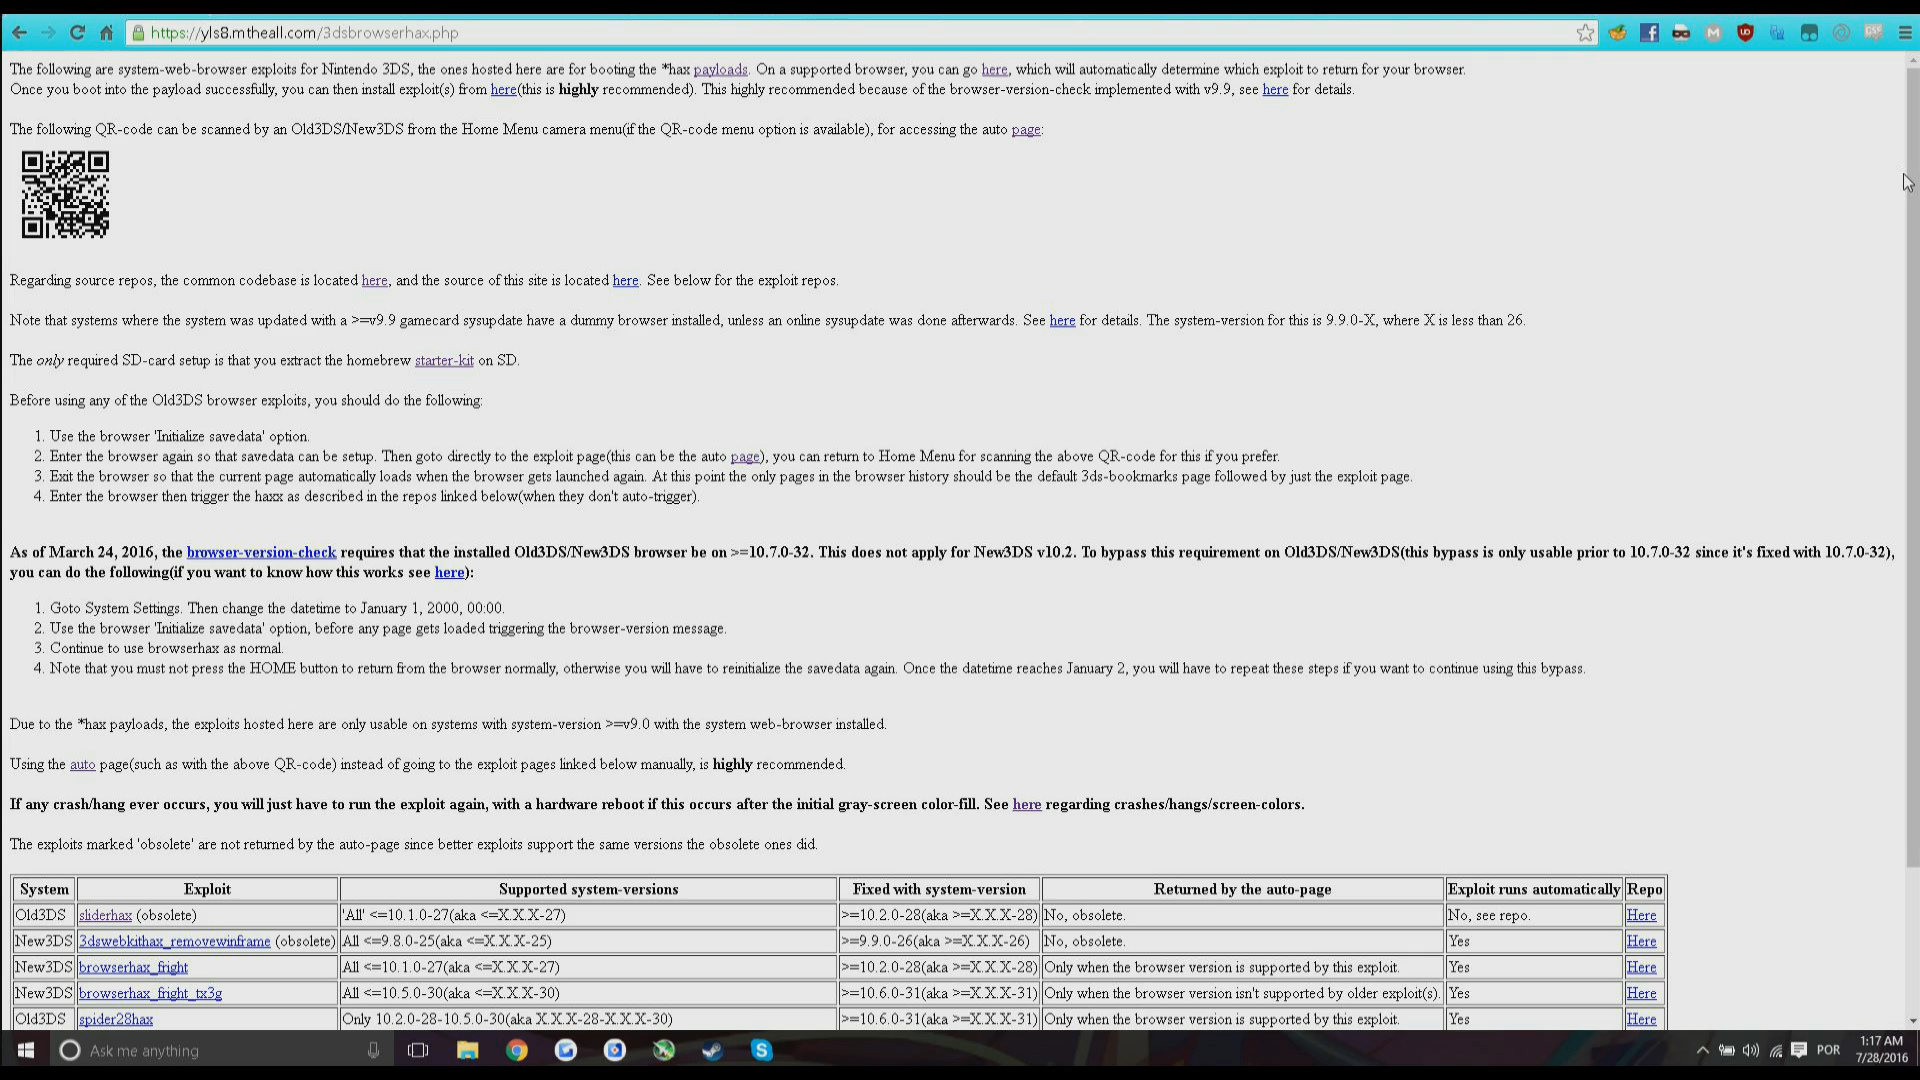 https://yls8.mtheall.com/3dsbrowserhax.php
The following are system-web-browser exploits for Nintendo 3DS, the ones hosted here are for booting the *hax payloads. On a supported browser, you can go here, which will automatically determine which exploit to return for your browser.
Once you boot into the payload successfully, you can then install exploit(s) from here(this is highly recommended). This highly recommended because of the browser-version-check implemented with v9.9, see here for details.
The following QR-code can be scanned by an Old3DS/New3DS from the Home Menu camera menu(if the QR-code menu option is available), for accessing the auto page:
Regarding source repos, the common codebase is located here, and the source of this site is located here. See below for the exploit repos.
Note that systems where the system was updated with a >=v9.9 gamecard sysupdate have a dummy browser installed, unless an online sysupdate was done afterwards. See here for details. The system-version for this is 9.9.0-X, where X is less than 26.
The only required SD-card setup is that you extract the homebrew starter-kit on SD.
Before using any of the Old3DS browser exploits, you should do the following:
1. Use the browser 'Initialize savedata' option.
2. Enter the browser again so that savedata can be setup. Then goto directly to the exploit page(this can be the auto page), you can return to Home Menu for scanning the above QR-code for this if you prefer.
3. Exit the browser so that the current page automatically loads when the browser gets launched again. At this point the only pages in the browser history should be the default 3ds-bookmarks page followed by just the exploit page.
4. Enter the browser then trigger the haxx as described in the repos linked below(when they don't auto-trigger).
As of March 24, 2016, the browser-version-check requires that the installed Old3DS/New3DS browser be on >=10.7.0-32. This does not apply for New3DS v10.2. To bypass this requirement on Old3DS/New3DS(this bypass is only usable prior to 10.7.0-32 since it's fixed with 10.7.0-32),
you can do the following(if you want to know how this works see here):
1. Goto System Settings. Then change the datetime to January 1, 2000, 00:00.
2. Use the browser 'Initialize savedata' option, before any page gets loaded triggering the browser-version message.
3. Continue to use browserhax as normal.
4. Note that you must not press the HOME button to return from the browser normally, otherwise you will have to reinitialize the savedata again. Once the datetime reaches January 2, you will have to repeat these steps if you want to continue using this bypass.
Due to the *hax payloads, the exploits hosted here are only usable on systems with system-version >=v9.0 with the system web-browser installed.
Using the auto page(such as with the above QR-code) instead of going to the exploit pages linked below manually, is highly recommended.
If any crash/hang ever occurs, you will just have to run the exploit again, with a hardware reboot if this occurs after the initial gray-screen color-fill. See here regarding crashes/hangs/screen-colors.
The exploits marked 'obsolete' are not returned by the auto-page since better exploits support the same versions the obsolete ones did.
System Exploit Supported system-versions Fixed with system-version Returned by the auto-page Exploit runs automatically Repo
Old3DS sliderhax (obsolete) 'All' <=10.1.0-27(aka <=X.X.X-27) >=10.2.0-28(aka >=X.X.X-28) No, obsolete. No, see repo. Here
New3DS 3dswebkithax_removewinframe (obsolete) All <=9.8.0-25(aka <=X.X.X-25) >=9.9.0-26(aka >=X.X.X-26) No, obsolete. Yes Here
New3DS browserhax_fright All <=10.1.0-27(aka <=X.X.X-27) >=10.2.0-28(aka >=X.X.X-28) Only when the browser version is supported by this exploit. Yes Here
New3DS browserhax_fright_tx3g All <=10.5.0-30(aka <=X.X.X-30) >=10.6.0-31(aka >=X.X.X-31) Only when the browser version isn't supported by older exploit(s). Yes Here
Old3DS spider28hax Only 10.2.0-28-10.5.0-30(aka X.X.X-28-X.X.X-30) >=10.6.0-31(aka >=X.X.X-31) Only when the browser version is supported by this exploit. Yes Here
Ask me anything
POR
1:17 AM
7/28/2016